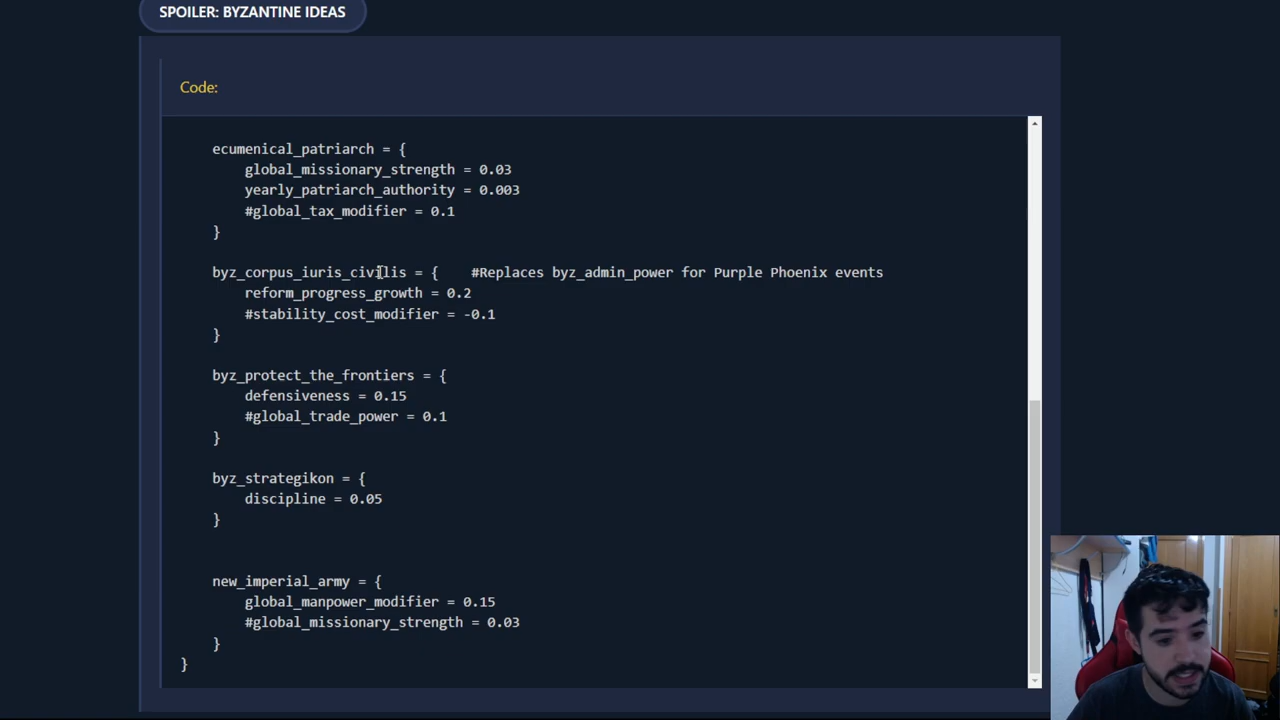 SPOILER: BYZANTINE IDEAS
Code:
ecumenical_patriarch = {
global_missionary_strength = 0.03
yearly_patriarch_authority = 0.003
#global_tax_modifier = 0.1
}
byz_corpus_iuris_civilis = {    #Replaces byz_admin_power for Purple Phoenix events
reform_progress_growth = 0.2
#stability_cost_modifier = -0.1
}
byz_protect_the_frontiers = {
defensiveness = 0.15
#global_trade_power = 0.1
}
byz_strategikon = {
discipline = 0.05
}
new_imperial_army = {
global_manpower_modifier = 0.15
#global_missionary_strength = 0.03
}
}